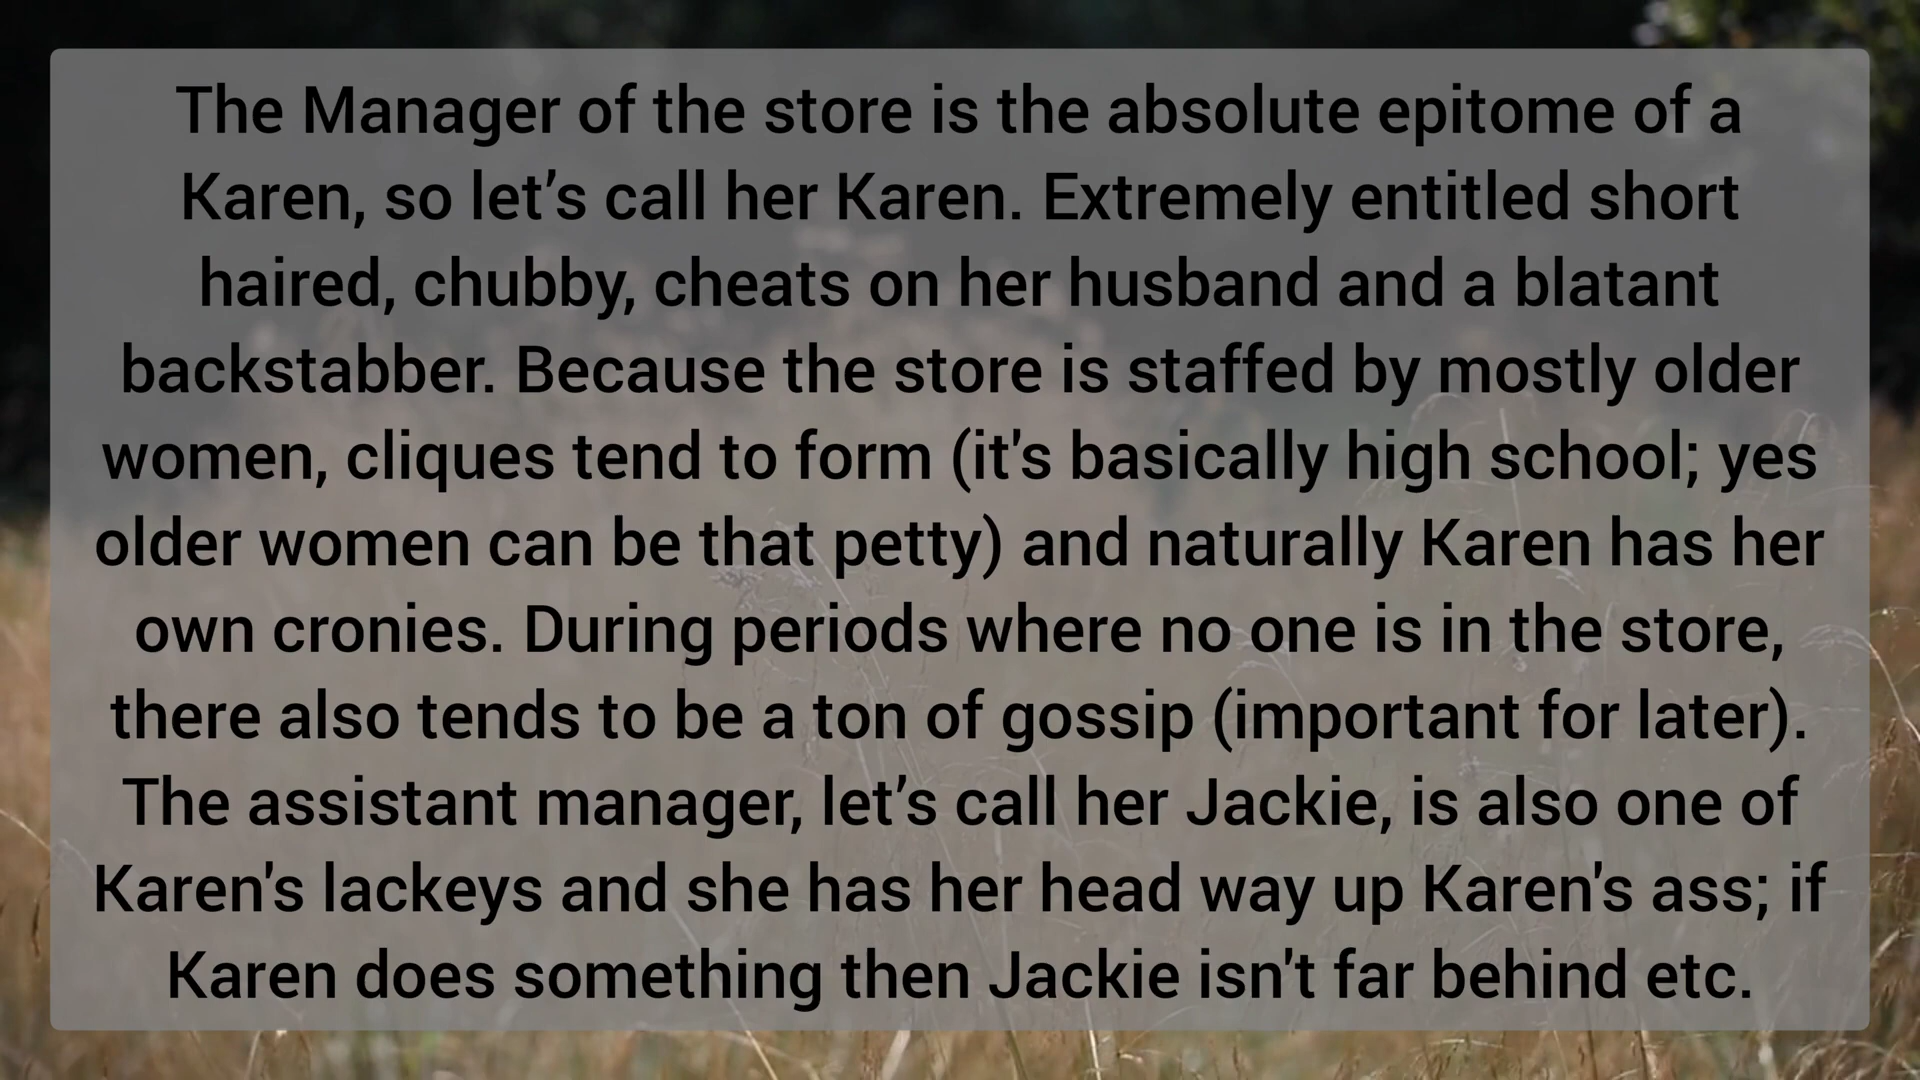 The Manager of the store is the absolute epitome of a
Karen, so let’s call her Karen. Extremely entitled short
haired, chubby, cheats on her husband and a blatant
backstabber. Because the store is staffed by mostly older
women, cliques tend to form (it's basically high school; yes
older women can be that petty) and naturally Karen has her
own cronies. During periods where no one is in the store,
there also tends to be a ton of gossip (important for later).
The assistant manager, let’s call her Jackie, is also one of
Karen's lackeys and she has her head way up Karen's ass; if
Karen does something then Jackie isn't far behind etc.